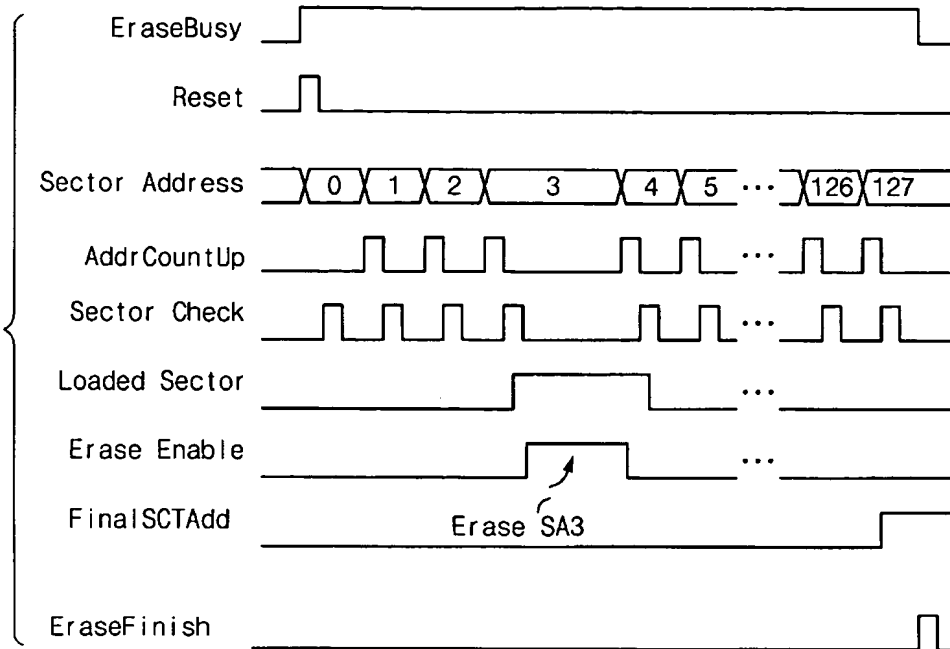 EraseBusy
Reset
Sector Address 0 1 2 3 4 5 ... 126 127
AddrCountUp ...
Sector Check ...
Loaded Sector ...
Erase Enable ...
Erase SA3
FinalSCTAdd
EraseFinish